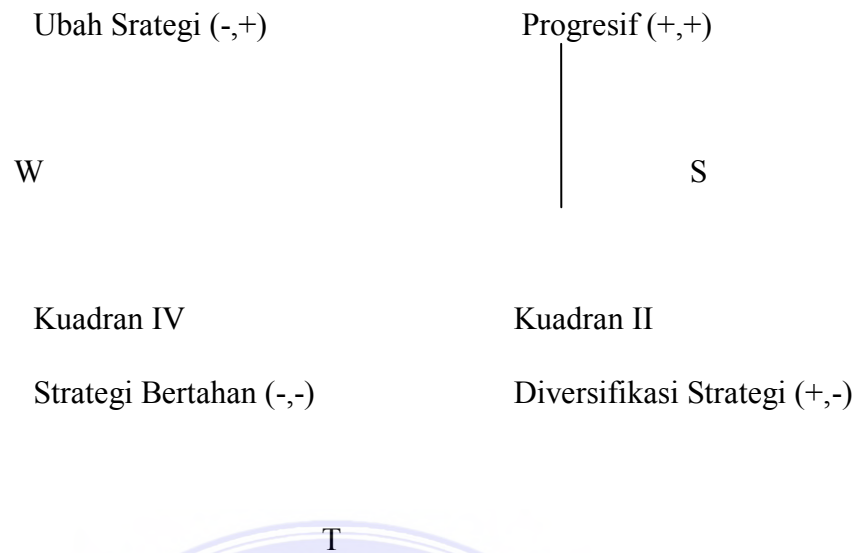 Ubah Srategi (-,+) Progresif (+,+)
W S
Kuadran IV Kuadran II
Strategi Bertahan (-,-) Diversifikasi Strategi (+,-)
T